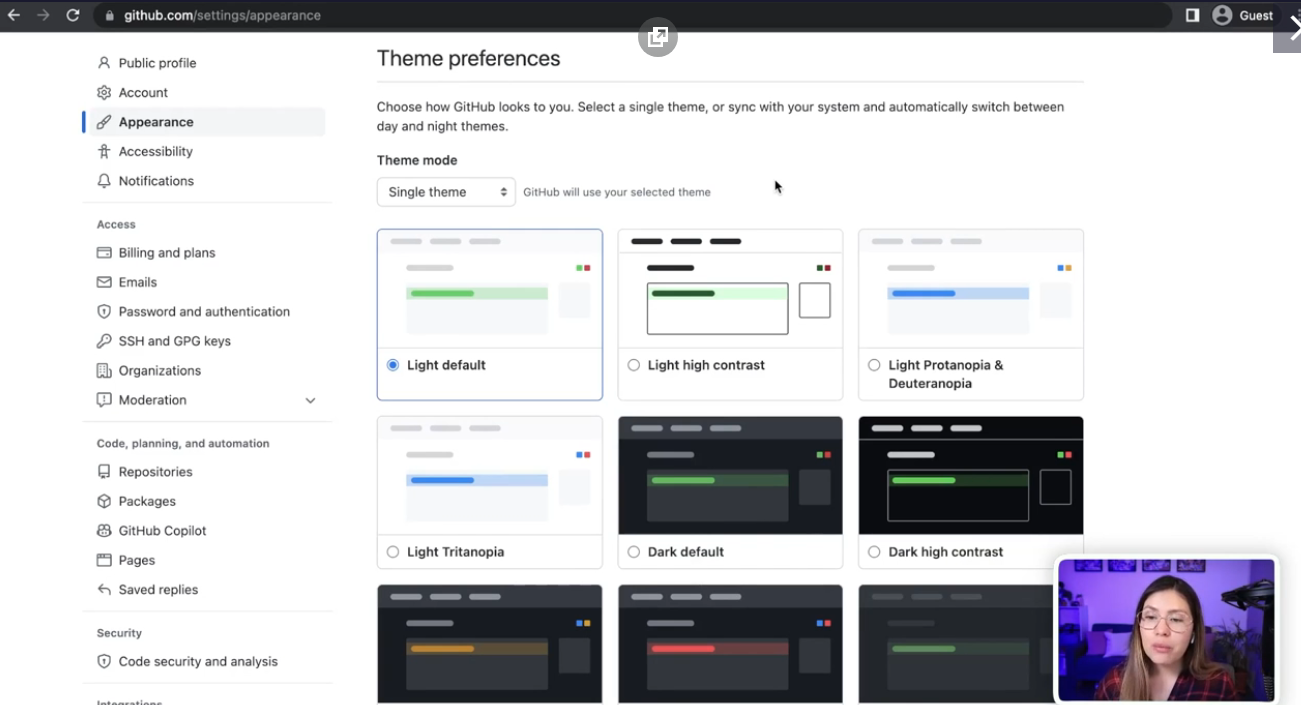 github.com/settings/appearance
Guest
Public profile
Account
Appearance
Accessibility
Notifications
Access
Billing and plans
Emails
Password and authentication
SSH and GPG keys
Organizations
Moderation
Code, planning, and automation
Repositories
Packages
GitHub Copilot
Pages
Saved replies
Security
Code security and analysis
Integrations
Theme preferences
Choose how GitHub looks to you. Select a single theme, or sync with your system and automatically switch between
day and night themes.
Theme mode
Single theme
GitHub will use your selected theme
Light default
Light high contrast
Light Protanopia &
Deuteranopia
Light Tritanopia
Dark default
Dark high contrast